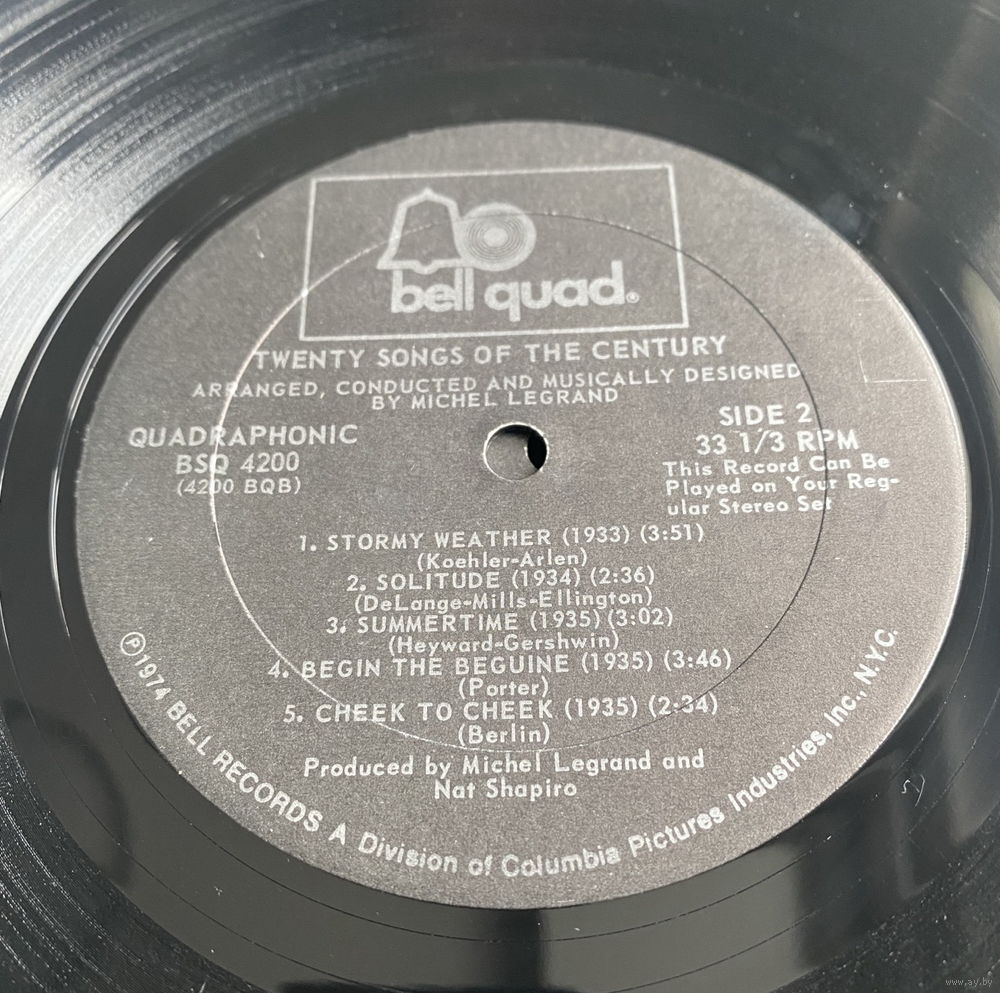 bell quad®
TWENTY SONGS OF THE CENTURY
ARRANGED, CONDUCTED AND MUSICALLY DESIGNED
BY MICHEL LEGRAND
QUADRAPHONIC
BSQ 4200
(4200 BQB)
SIDE 2
33 1/3 RPM
This Record Can Be
Played on Your Reg-
ular Stereo Set
1. STORMY WEATHER (1933) (3:51)
(Koehler-Arlen)
2. SOLITUDE (1934) (2:36)
(DeLange-Mills-Ellington)
3. SUMMERTIME (1935) (3:02)
(Heyward-Gershwin)
4. BEGIN THE BEGUINE (1935) (3:46)
(Porter)
5. CHEEK TO CHEEK (1935) (2:34)
(Berlin)
Produced by Michel Legrand and
Nat Shapiro
℗1974 BELL RECORDS A Division of Columbia Pictures Industries, Inc., N.Y.C.
www.ay.by